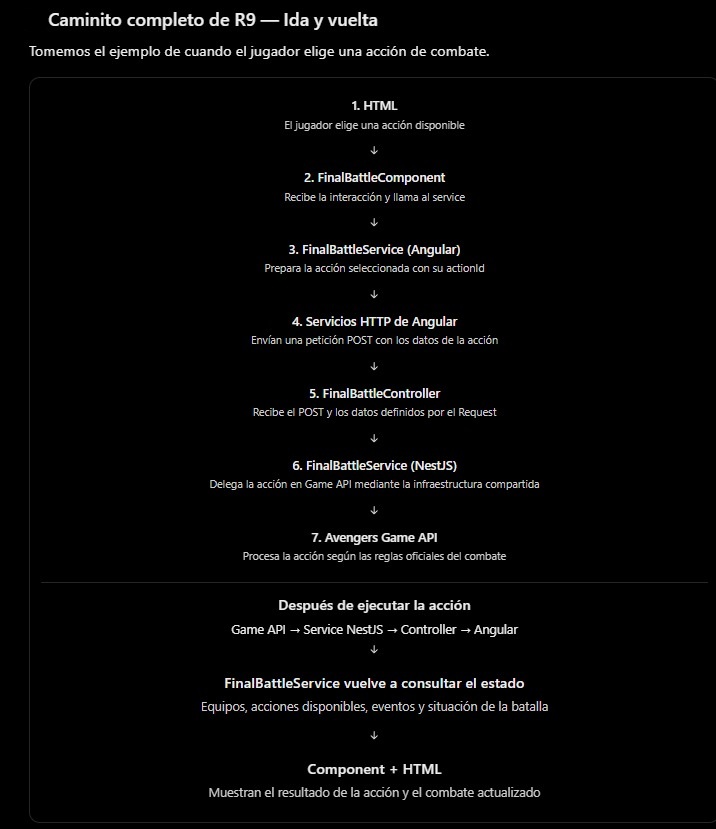 Caminito completo de R9 — Ida y vuelta
Tomemos el ejemplo de cuando el jugador elige una acción de combate.
1. HTML
El jugador elige una acción disponible
↓
2. FinalBattleComponent
Recibe la interacción y llama al service
↓
3. FinalBattleService (Angular)
Prepara la acción seleccionada con su actionId
↓
4. Servicios HTTP de Angular
Envían una petición POST con los datos de la acción
↓
5. FinalBattleController
Recibe el POST y los datos definidos por el Request
↓
6. FinalBattleService (NestJS)
Delega la acción en Game API mediante la infraestructura compartida
↓
7. Avengers Game API
Procesa la acción según las reglas oficiales del combate
Después de ejecutar la acción
Game API → Service NestJS → Controller → Angular
↓
FinalBattleService vuelve a consultar el estado
Equipos, acciones disponibles, eventos y situación de la batalla
↓
Component + HTML
Muestran el resultado de la acción y el combate actualizado